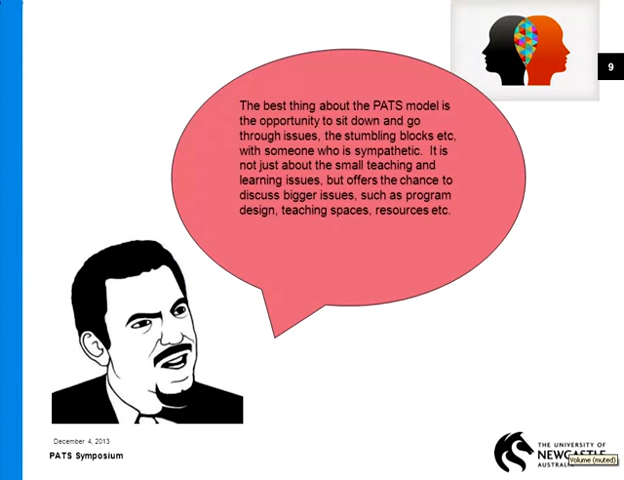 9
The best thing about the PATS model is
the opportunity to sit down and go
through issues, the stumbling blocks etc,
with someone who is sympathetic. It is
not just about the small teaching and
learning issues, but offers the chance to
discuss bigger issues, such as program
design, teaching spaces, resources etc.
December 4, 2013
PATS Symposium
THE UNIVERSITY OF
NEWCASTLE
AUSTRALIA
Volume (muted)